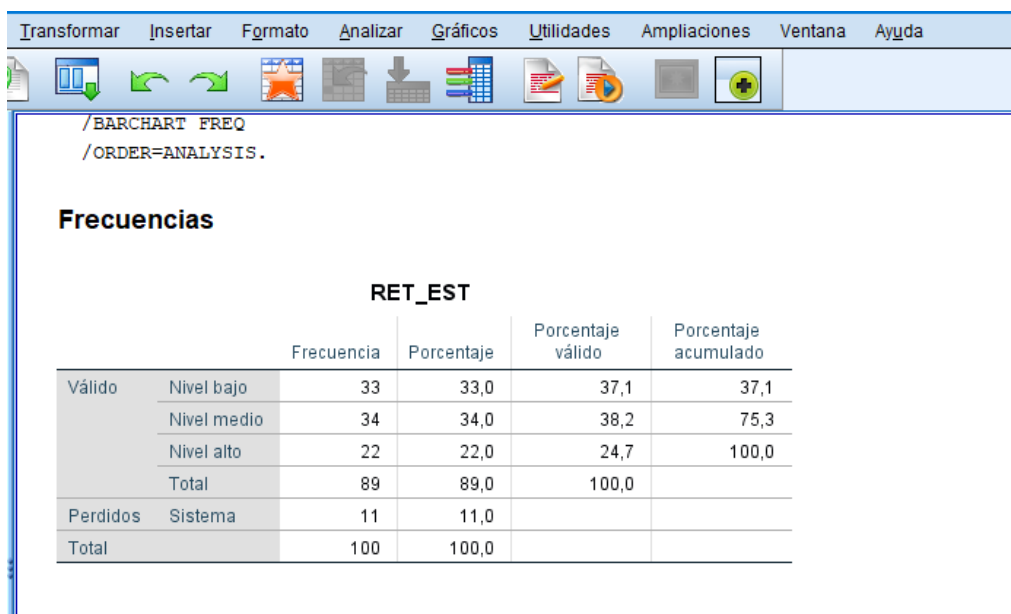 Transformar Insertar Formato Analizar Gráficos Utilidades Ampliaciones Ventana Ayuda
/BARCHART FREQ
/ORDER=ANALYSIS.
Frecuencias
RET_EST
Frecuencia Porcentaje Porcentaje válido Porcentaje acumulado
Válido Nivel bajo 33 33,0 37,1 37,1
Nivel medio 34 34,0 38,2 75,3
Nivel alto 22 22,0 24,7 100,0
Total 89 89,0 100,0
Perdidos Sistema 11 11,0
Total 100 100,0